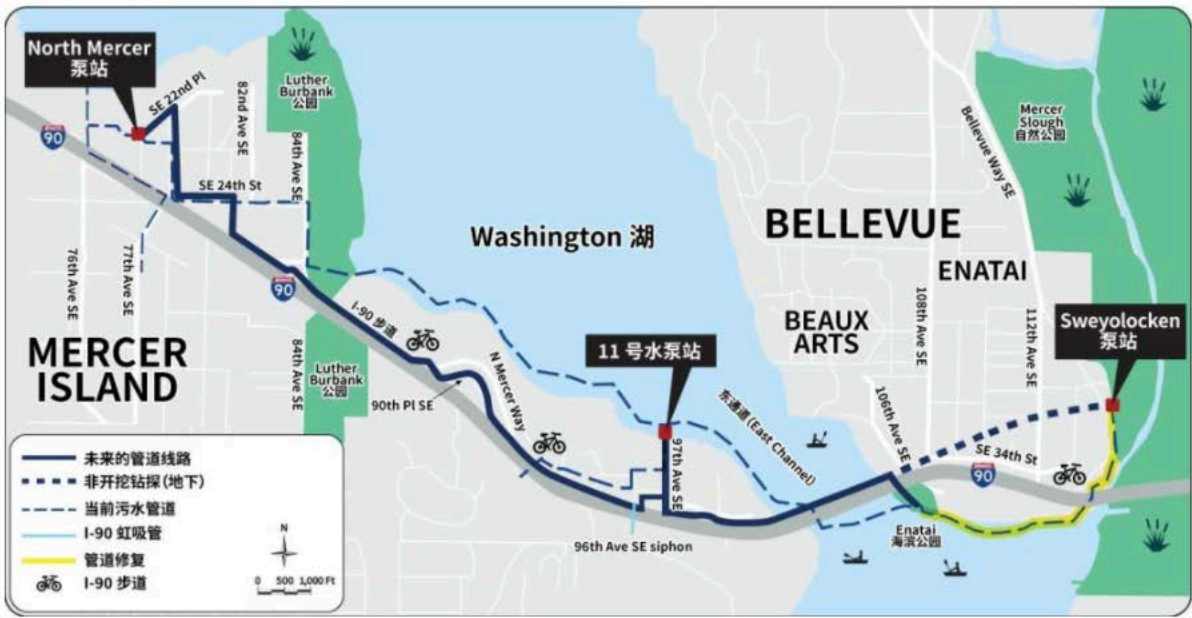 North Mercer
泵站
SE 22nd Pl
82nd Ave SE
Luther
Burbank
公园
84th Ave SE
90
SE 24th St
76th Ave SE
77th Ave SE
90
MERCER
ISLAND
84th Ave SE
Luther
Burbank
公园
I-90 步道
90th Pl SE
N Mercer Way
Washington 湖
11 号水泵站
97th Ave SE
96th Ave SE siphon
东通道 (East Channel)
BELLEVUE
ENATAI
BEAUX
ARTS
Bellevue Way SE
Mercer
Slough
自然公园
108th Ave SE
112th Ave SE
106th Ave SE
Sweyolocken
泵站
SE 34th St
90
Enatai
海滨公园
未来的管道线路
非开挖钻探(地下)
当前污水管道
I-90 虹吸管
管道修复
I-90 步道
N
0 500 1,000 Ft